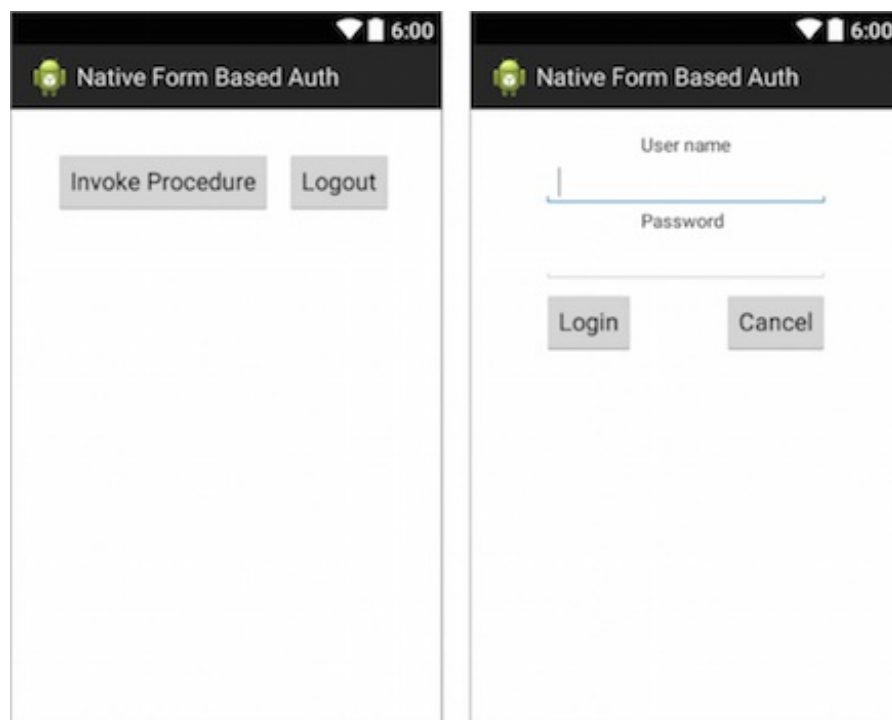 6:00
Native Form Based Auth
Invoke Procedure
Logout
6:00
Native Form Based Auth
User name
Password
Login
Cancel